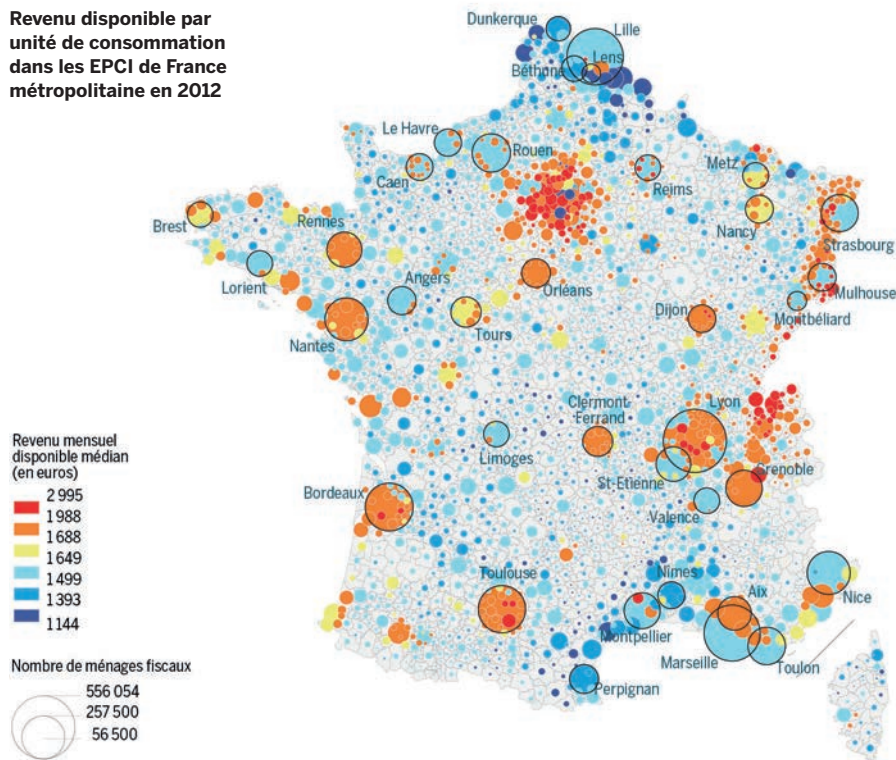 Revenu disponible par
unité de consommation
dans les EPCI de France
métropolitaine en 2012
Dunkerque
Lille
Lens
Béthune
Le Havre
Rouen
Caen
Reims
Metz
Nancy
Strasbourg
Brest
Rennes
Lorient
Angers
Orléans
Mulhouse
Montbéliard
Dijon
Nantes
Tours
Clermont
Ferrand
Lyon
Limoges
St-Etienne
Grenoble
Valence
Bordeaux
Toulouse
Nîmes
Aix
Nice
Montpellier
Marseille
Toulon
Perpignan
Revenu mensuel
disponible médian
(en euros)
2 995
1 988
1 688
1 649
1 499
1 393
1 144
Nombre de ménages fiscaux
556 054
257 500
56 500